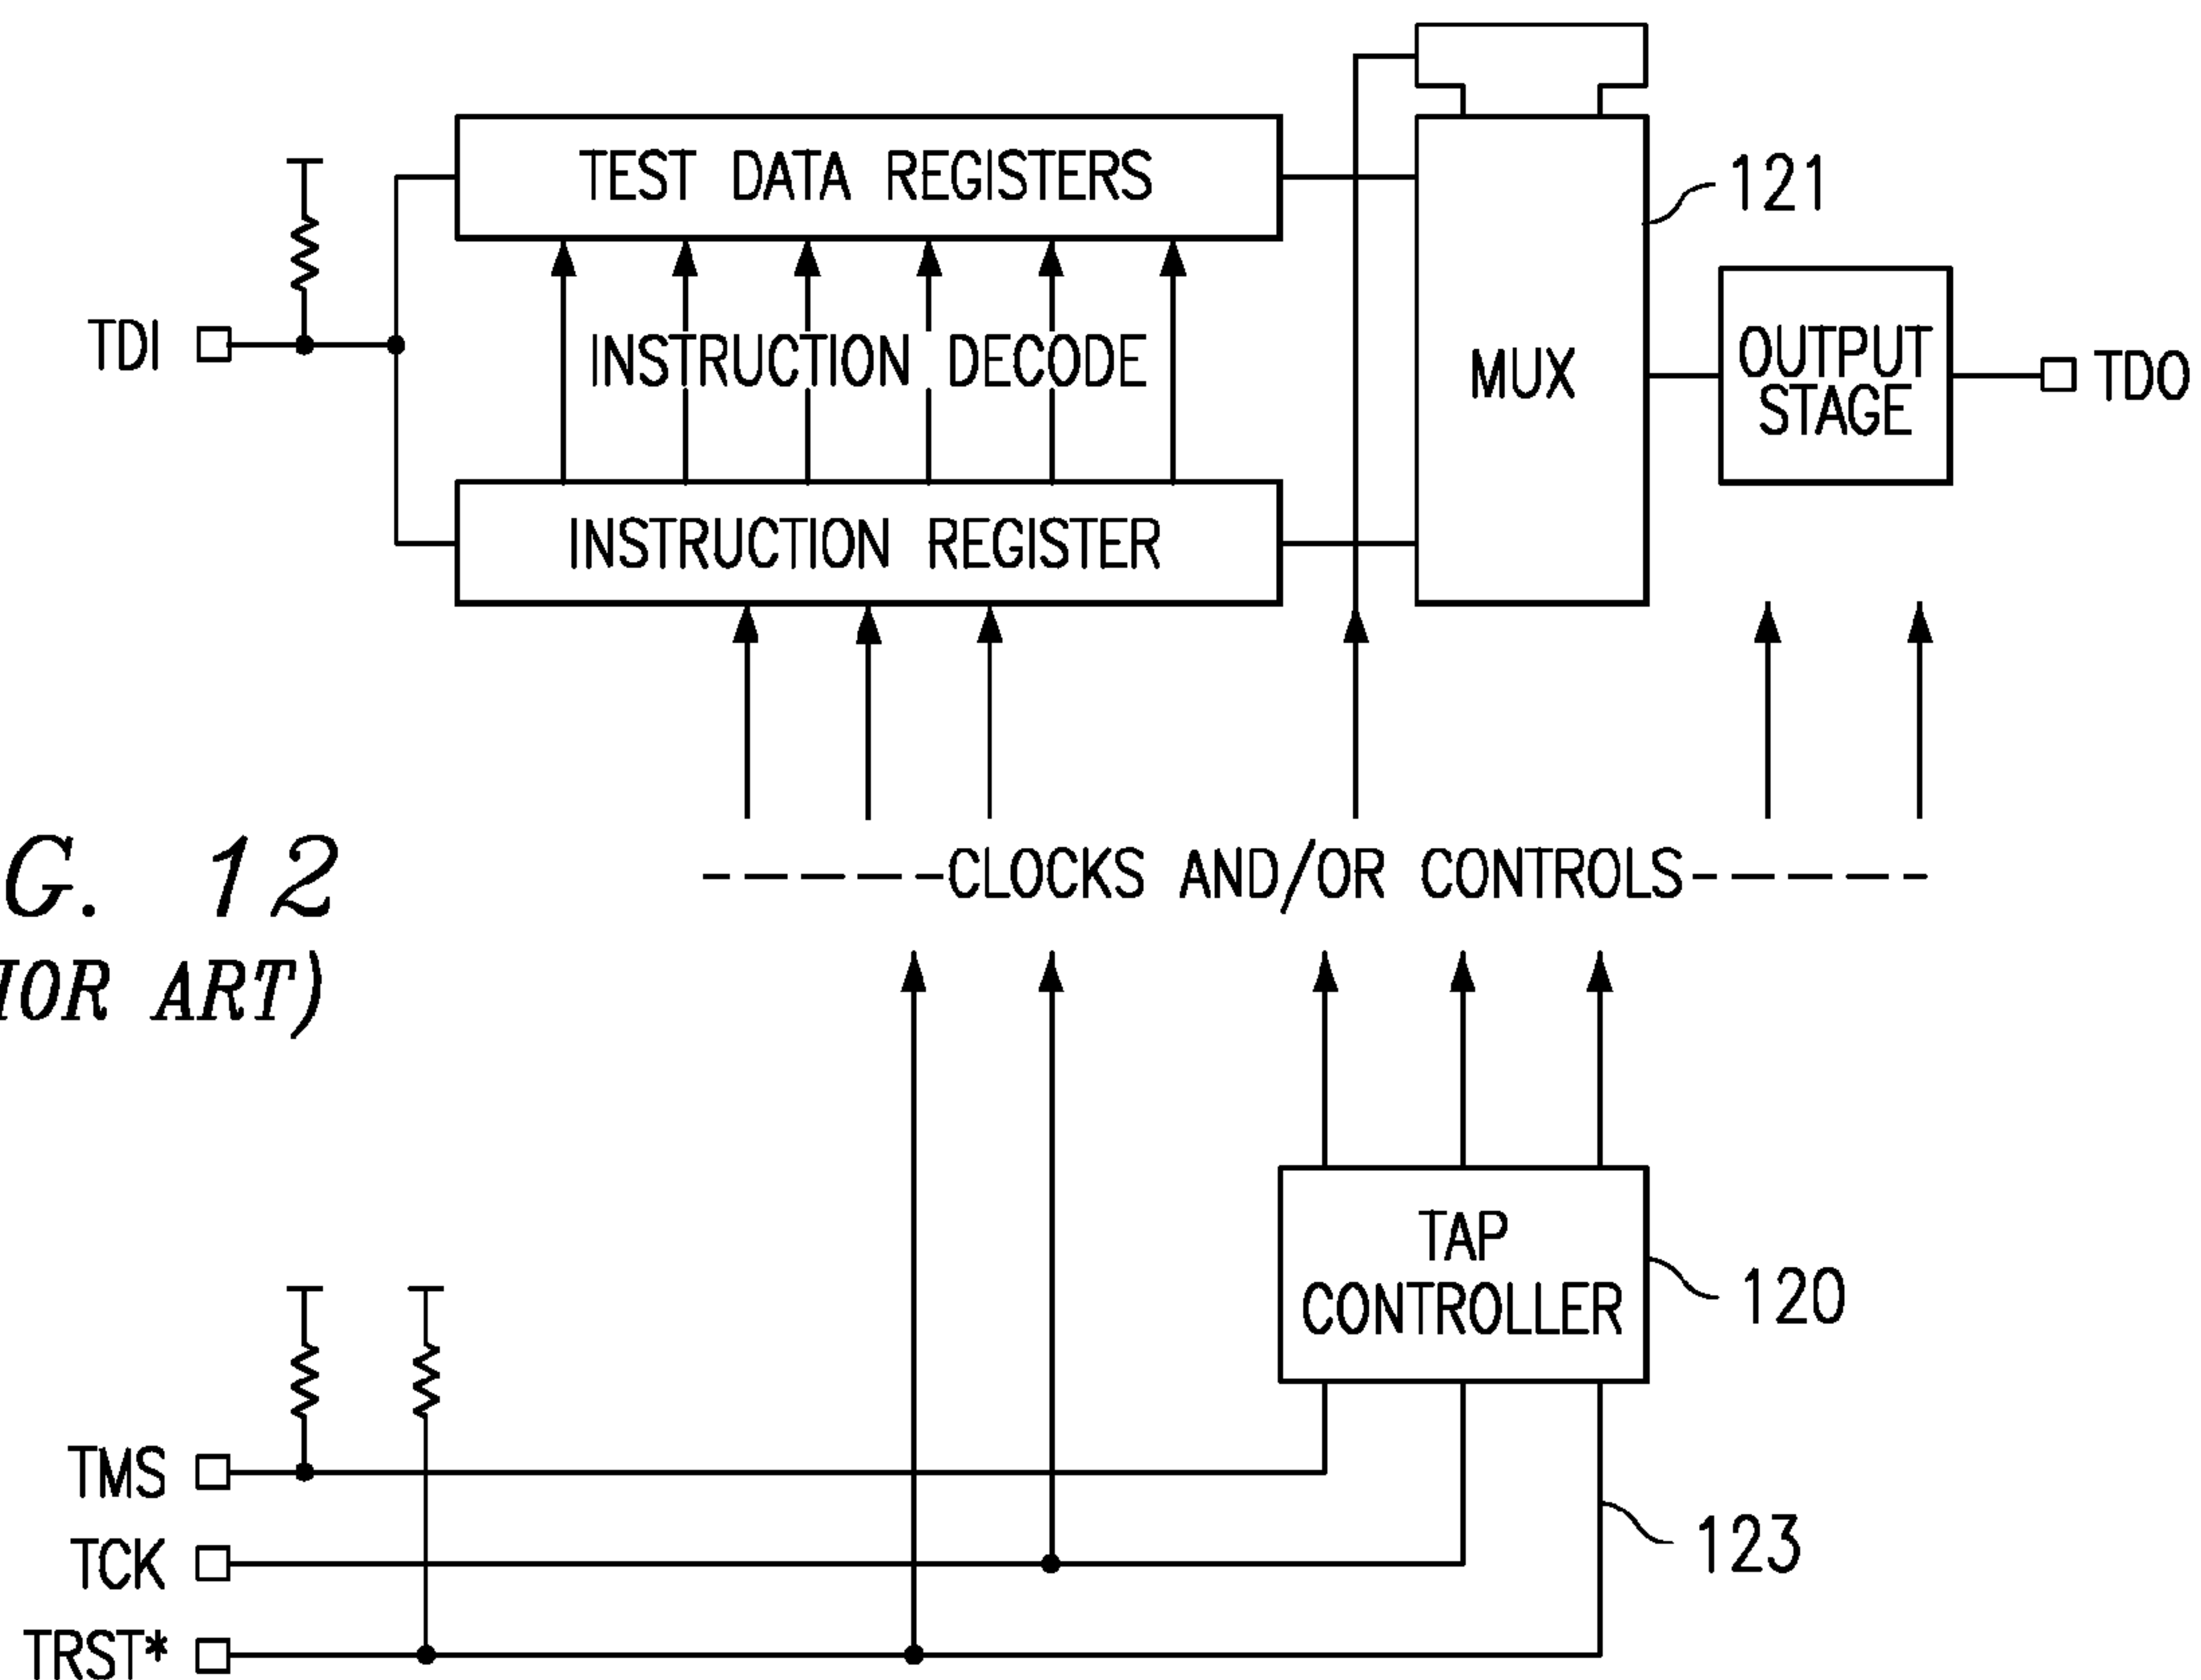 TEST DATA REGISTERS
121
TDI
INSTRUCTION DECODE
MUX
OUTPUT
STAGE
TDO
INSTRUCTION REGISTER
G. 12
IOR ART)
CLOCKS AND/OR CONTROLS
TAP
CONTROLLER
120
TMS
TCK
123
TRST*